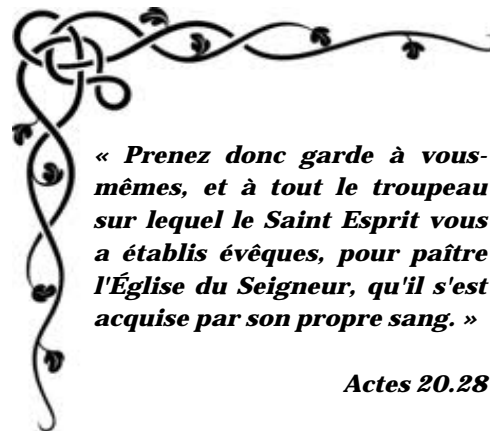 « Prenez donc garde à vous-
mêmes, et à tout le troupeau
sur lequel le Saint Esprit vous
a établis évêques, pour paître
l'Église du Seigneur, qu'il s'est
acquise par son propre sang. »
Actes 20.28